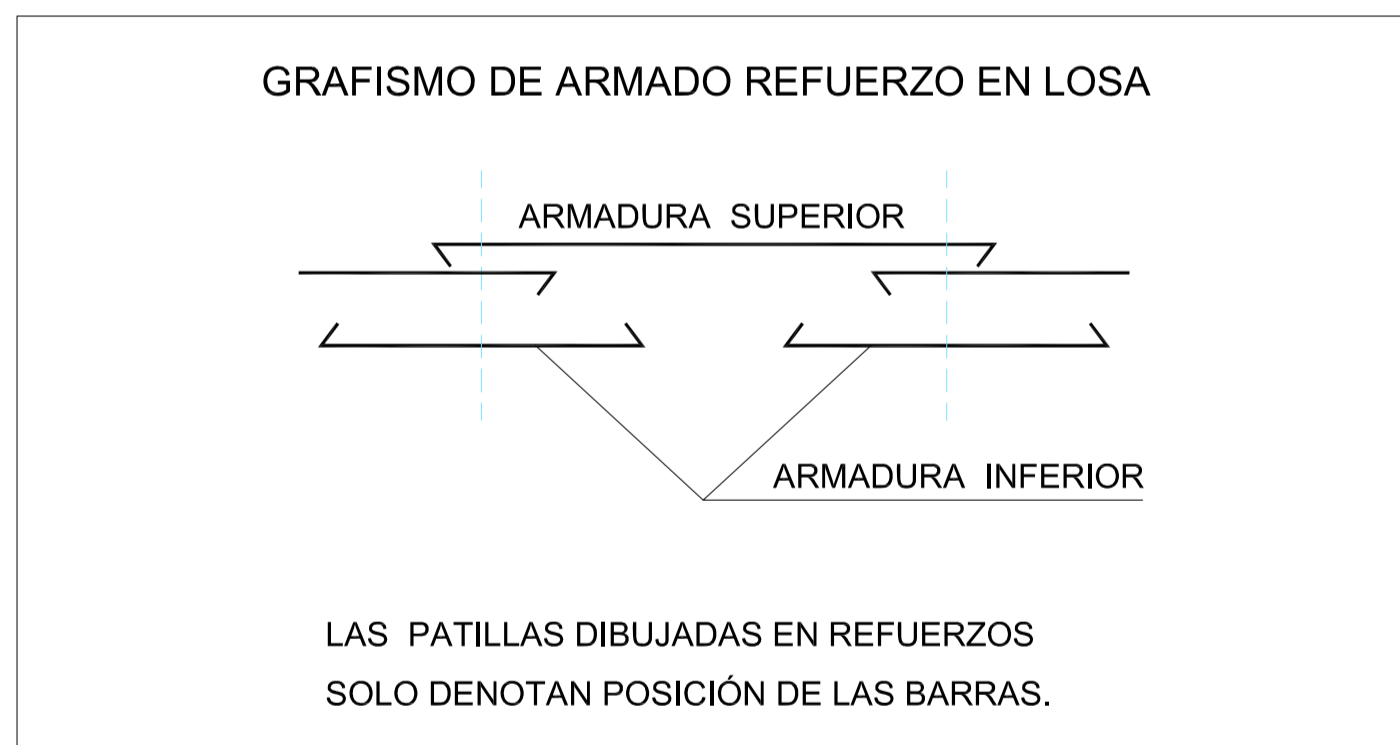 GRAFISMO DE ARMADO REFUERZO EN LOSA
ARMADURA SUPERIOR
ARMADURA INFERIOR
LAS PATILLAS DIBUJADAS EN REFUERZOS
SOLO DENOTAN POSICIÓN DE LAS BARRAS.